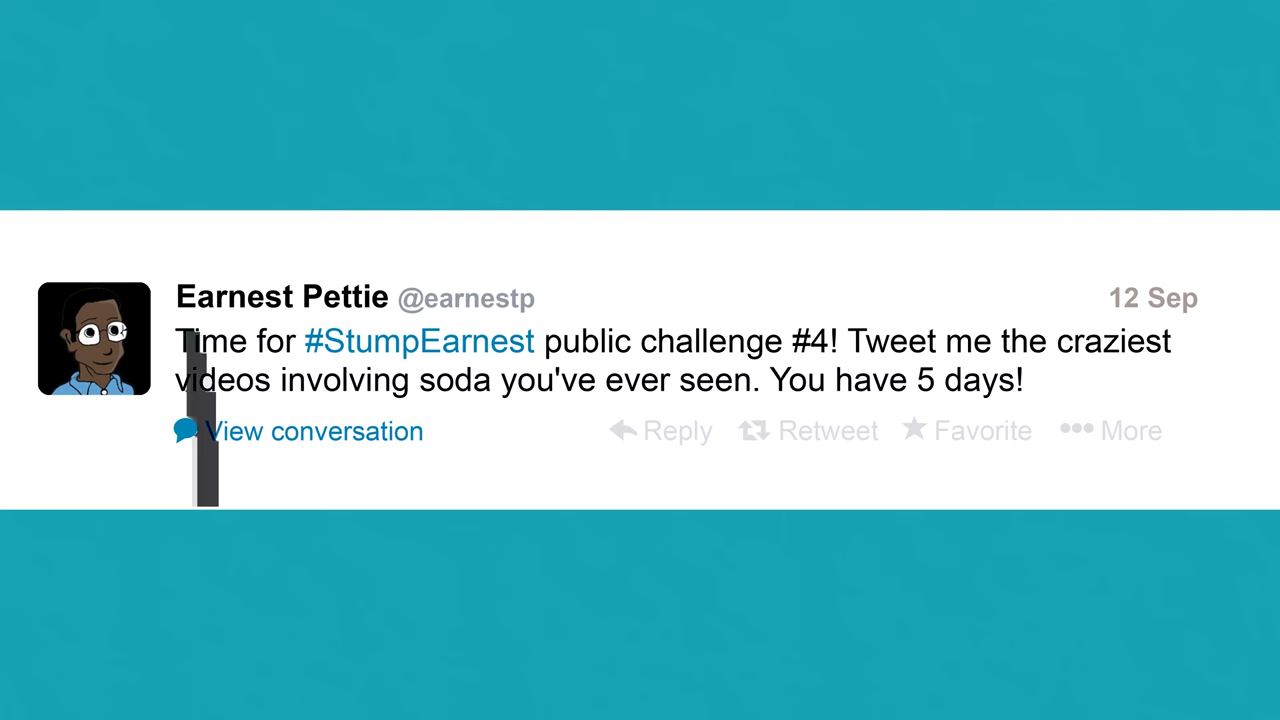 Earnest Pettie @earnestp 12 Sep
Time for #StumpEarnest public challenge #4! Tweet me the craziest
videos involving soda you've ever seen. You have 5 days!
View conversation Reply Retweet Favorite More